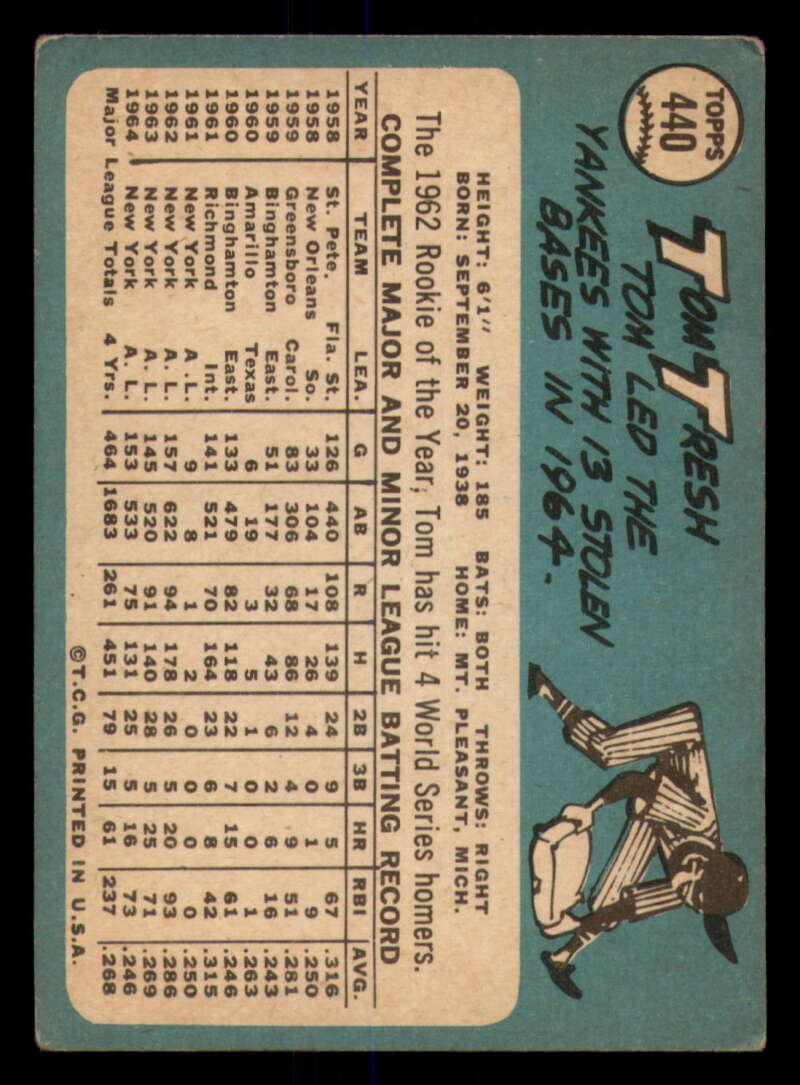 TOPPS
440
TOM TRESH
TOM LED THE
YANKEES WITH 13 STOLEN
BASES IN 1964.
HEIGHT: 6'1" WEIGHT: 185 BATS: BOTH THROWS: RIGHT
BORN: SEPTEMBER 20, 1938 HOME: MT. PLEASANT, MICH.
The 1962 Rookie of the Year, Tom has hit 4 World Series homers.
COMPLETE MAJOR AND MINOR LEAGUE BATTING RECORD
YEAR TEAM LEA. G AB R H 2B 3B HR RBI AVG.
1958 St. Pete. Fla. St. 126 440 108 139 24 9 5 67 .316
1958 New Orleans So. 33 104 17 26 4 0 1 9 .250
1959 Greensboro Carol. 83 306 68 86 12 4 9 51 .281
1959 Binghamton East. 51 177 32 43 6 2 6 16 .243
1960 Amarillo Texas 6 19 3 5 1 0 0 1 .263
1960 Binghamton East. 133 479 82 118 22 7 15 61 .246
1961 Richmond Int. 141 521 70 164 23 6 8 42 .315
1961 New York A.L. 9 8 1 2 0 0 0 0 .250
1962 New York A. L. 157 622 94 178 26 5 20 93 .286
1963 New York A. L. 145 520 91 140 28 5 25 71 .269
1964 New York A. L. 153 533 75 131 25 5 16 73 .246
Major League Totals 4 Yrs. 464 1683 261 451 79 15 61 237 .268
©T.C.G. PRINTED IN U.S.A.